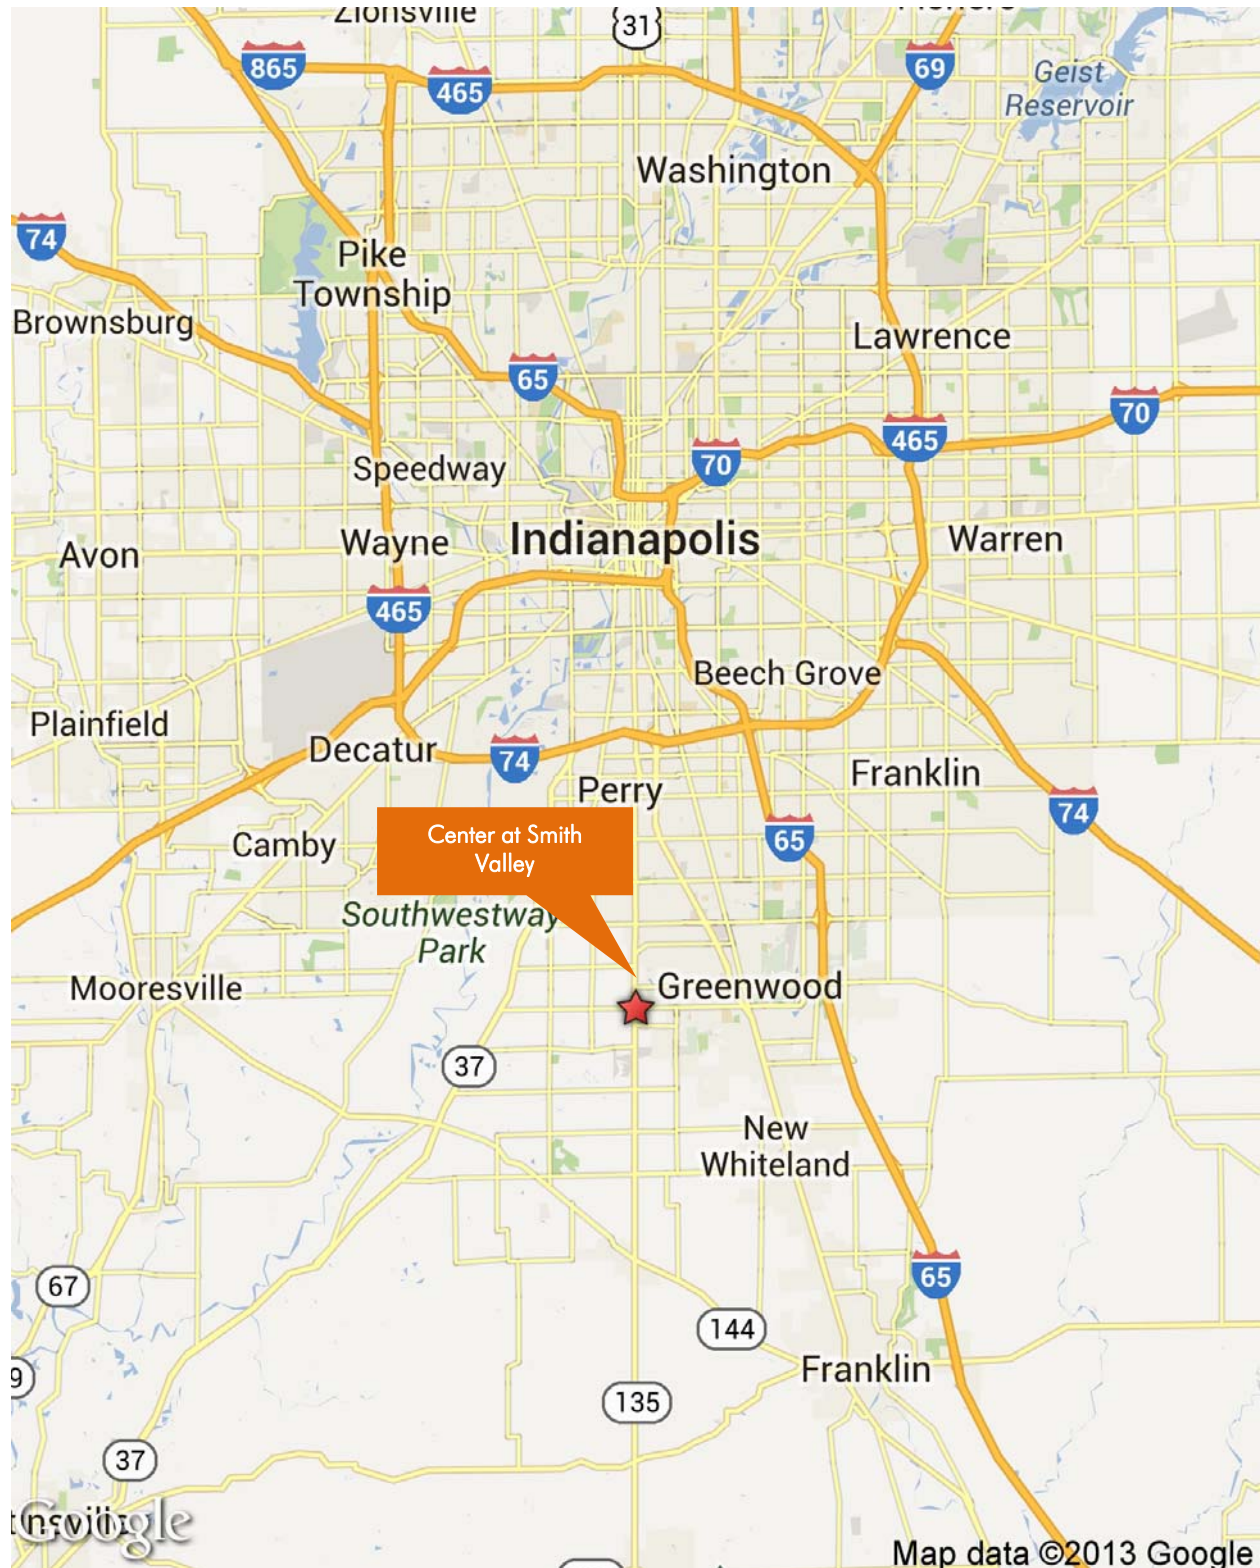 Zionsville
31
865
465
69
Geist
Reservoir
Washington
74
Pike
Township
Brownsburg
Lawrence
65
70
465
70
Speedway
Indianapolis
Wayne
Warren
Avon
465
Beech Grove
Plainfield
Decatur
74
Perry
Franklin
74
Center at Smith
Valley
65
Camby
Southwestway
Park
Mooresville
Greenwood
37
New
Whiteland
67
65
144
Franklin
9
135
37
Google
Map data ©2013 Google